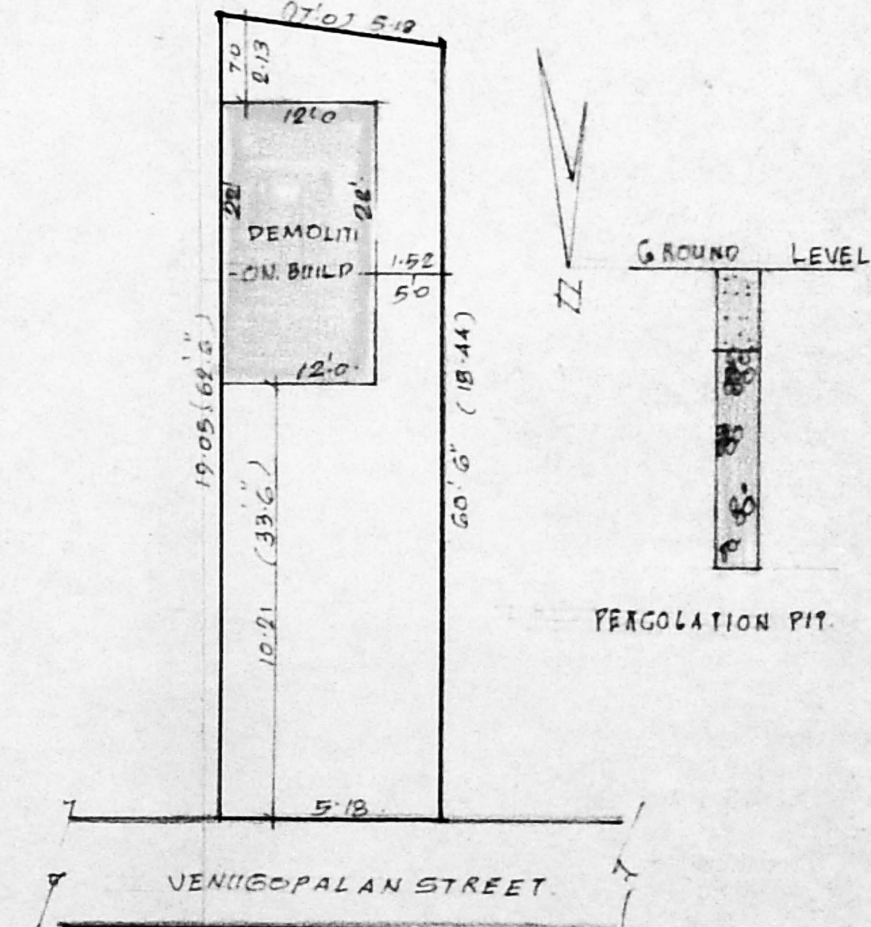 (17'0) 5.18
7.0
2.13
12'0
22'
22'
DEMOLITI
ON. BUILD
1.52
5'0
12'.0
19.05 (62'.6")
10.21 (33'.6")
60'6" (18.44)
5.18
VENUGOPALAN STREET.
N
GROUND LEVEL
PERCOLATION PIT.